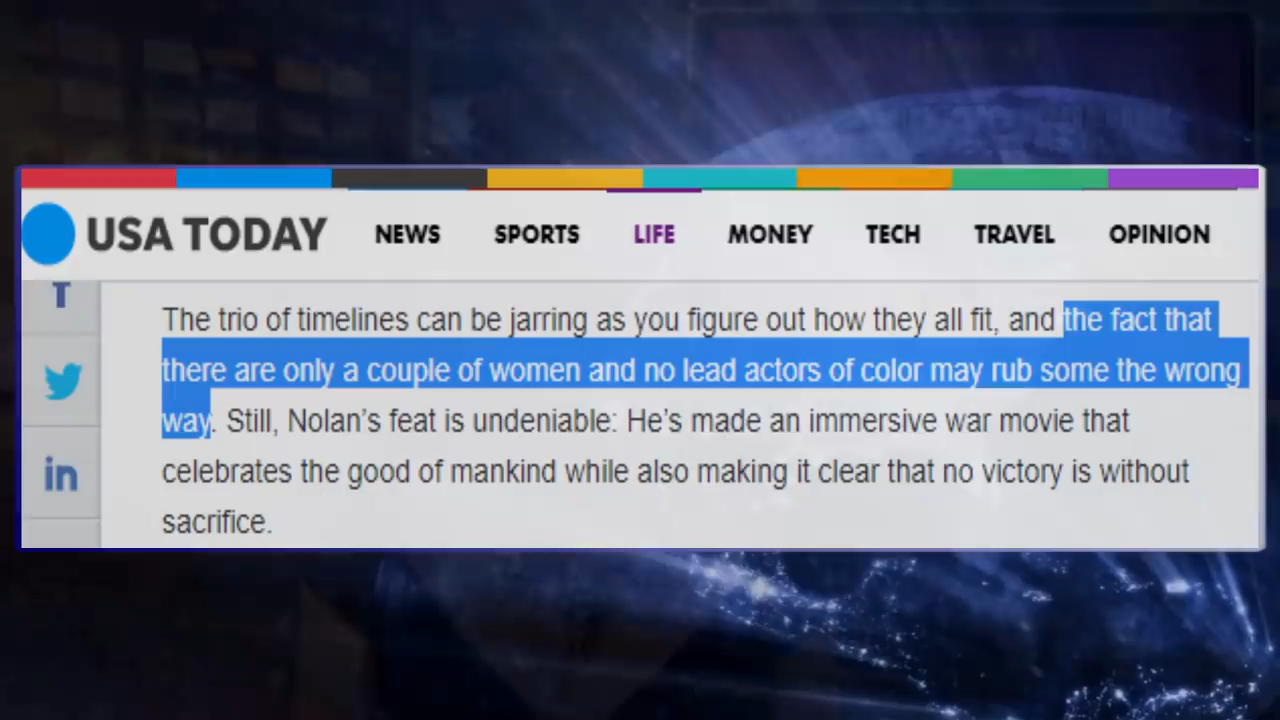 USA TODAY NEWS SPORTS LIFE MONEY TECH TRAVEL OPINION
The trio of timelines can be jarring as you figure out how they all fit, and the fact that
there are only a couple of women and no lead actors of color may rub some the wrong
way. Still, Nolan’s feat is undeniable: He’s made an immersive war movie that
celebrates the good of mankind while also making it clear that no victory is without
sacrifice.
in